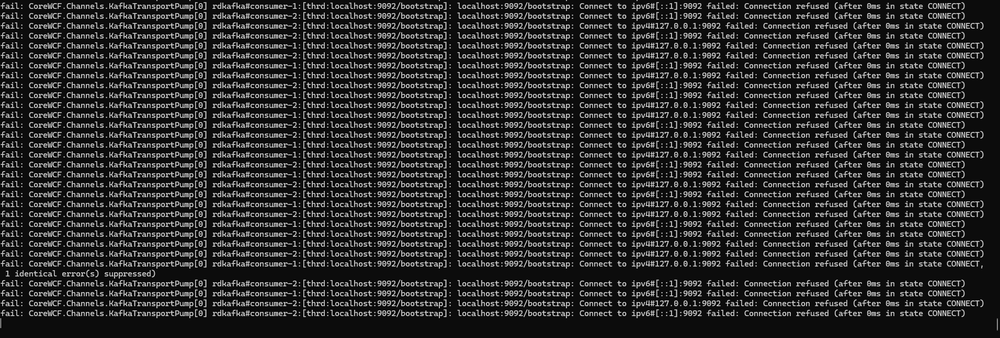 fail: CoreWCF.Channels.KafkaTransportPump[0] rdkafka#consumer-1:[thrd:localhost:9092/bootstrap]: localhost:9092/bootstrap: Connect to ipv6#[::1]:9092 failed: Connection refused (after 0ms in state CONNECT)
fail: CoreWCF.Channels.KafkaTransportPump[0] rdkafka#consumer-2:[thrd:localhost:9092/bootstrap]: localhost:9092/bootstrap: Connect to ipv6#[::1]:9092 failed: Connection refused (after 0ms in state CONNECT)
fail: CoreWCF.Channels.KafkaTransportPump[0] rdkafka#consumer-2:[thrd:localhost:9092/bootstrap]: localhost:9092/bootstrap: Connect to ipv4#127.0.0.1:9092 failed: Connection refused (after 0ms in state CONNECT)
fail: CoreWCF.Channels.KafkaTransportPump[0] rdkafka#consumer-2:[thrd:localhost:9092/bootstrap]: localhost:9092/bootstrap: Connect to ipv6#[::1]:9092 failed: Connection refused (after 0ms in state CONNECT)
fail: CoreWCF.Channels.KafkaTransportPump[0] rdkafka#consumer-1:[thrd:localhost:9092/bootstrap]: localhost:9092/bootstrap: Connect to ipv4#127.0.0.1:9092 failed: Connection refused (after 0ms in state CONNECT)
fail: CoreWCF.Channels.KafkaTransportPump[0] rdkafka#consumer-2:[thrd:localhost:9092/bootstrap]: localhost:9092/bootstrap: Connect to ipv4#127.0.0.1:9092 failed: Connection refused (after 0ms in state CONNECT)
fail: CoreWCF.Channels.KafkaTransportPump[0] rdkafka#consumer-1:[thrd:localhost:9092/bootstrap]: localhost:9092/bootstrap: Connect to ipv6#[::1]:9092 failed: Connection refused (after 0ms in state CONNECT)
fail: CoreWCF.Channels.KafkaTransportPump[0] rdkafka#consumer-1:[thrd:localhost:9092/bootstrap]: localhost:9092/bootstrap: Connect to ipv4#127.0.0.1:9092 failed: Connection refused (after 0ms in state CONNECT)
fail: CoreWCF.Channels.KafkaTransportPump[0] rdkafka#consumer-2:[thrd:localhost:9092/bootstrap]: localhost:9092/bootstrap: Connect to ipv6#[::1]:9092 failed: Connection refused (after 0ms in state CONNECT)
fail: CoreWCF.Channels.KafkaTransportPump[0] rdkafka#consumer-1:[thrd:localhost:9092/bootstrap]: localhost:9092/bootstrap: Connect to ipv6#[::1]:9092 failed: Connection refused (after 0ms in state CONNECT)
fail: CoreWCF.Channels.KafkaTransportPump[0] rdkafka#consumer-2:[thrd:localhost:9092/bootstrap]: localhost:9092/bootstrap: Connect to ipv4#127.0.0.1:9092 failed: Connection refused (after 0ms in state CONNECT)
fail: CoreWCF.Channels.KafkaTransportPump[0] rdkafka#consumer-1:[thrd:localhost:9092/bootstrap]: localhost:9092/bootstrap: Connect to ipv4#127.0.0.1:9092 failed: Connection refused (after 0ms in state CONNECT)
fail: CoreWCF.Channels.KafkaTransportPump[0] rdkafka#consumer-2:[thrd:localhost:9092/bootstrap]: localhost:9092/bootstrap: Connect to ipv6#[::1]:9092 failed: Connection refused (after 0ms in state CONNECT)
fail: CoreWCF.Channels.KafkaTransportPump[0] rdkafka#consumer-2:[thrd:localhost:9092/bootstrap]: localhost:9092/bootstrap: Connect to ipv4#127.0.0.1:9092 failed: Connection refused (after 0ms in state CONNECT)
fail: CoreWCF.Channels.KafkaTransportPump[0] rdkafka#consumer-1:[thrd:localhost:9092/bootstrap]: localhost:9092/bootstrap: Connect to ipv6#[::1]:9092 failed: Connection refused (after 0ms in state CONNECT)
fail: CoreWCF.Channels.KafkaTransportPump[0] rdkafka#consumer-1:[thrd:localhost:9092/bootstrap]: localhost:9092/bootstrap: Connect to ipv4#127.0.0.1:9092 failed: Connection refused (after 0ms in state CONNECT)
fail: CoreWCF.Channels.KafkaTransportPump[0] rdkafka#consumer-2:[thrd:localhost:9092/bootstrap]: localhost:9092/bootstrap: Connect to ipv6#[::1]:9092 failed: Connection refused (after 0ms in state CONNECT)
fail: CoreWCF.Channels.KafkaTransportPump[0] rdkafka#consumer-1:[thrd:localhost:9092/bootstrap]: localhost:9092/bootstrap: Connect to ipv6#[::1]:9092 failed: Connection refused (after 0ms in state CONNECT)
fail: CoreWCF.Channels.KafkaTransportPump[0] rdkafka#consumer-2:[thrd:localhost:9092/bootstrap]: localhost:9092/bootstrap: Connect to ipv4#127.0.0.1:9092 failed: Connection refused (after 0ms in state CONNECT)
fail: CoreWCF.Channels.KafkaTransportPump[0] rdkafka#consumer-2:[thrd:localhost:9092/bootstrap]: localhost:9092/bootstrap: Connect to ipv6#[::1]:9092 failed: Connection refused (after 0ms in state CONNECT)
fail: CoreWCF.Channels.KafkaTransportPump[0] rdkafka#consumer-1:[thrd:localhost:9092/bootstrap]: localhost:9092/bootstrap: Connect to ipv4#127.0.0.1:9092 failed: Connection refused (after 0ms in state CONNECT)
fail: CoreWCF.Channels.KafkaTransportPump[0] rdkafka#consumer-2:[thrd:localhost:9092/bootstrap]: localhost:9092/bootstrap: Connect to ipv4#127.0.0.1:9092 failed: Connection refused (after 0ms in state CONNECT)
fail: CoreWCF.Channels.KafkaTransportPump[0] rdkafka#consumer-1:[thrd:localhost:9092/bootstrap]: localhost:9092/bootstrap: Connect to ipv6#[::1]:9092 failed: Connection refused (after 0ms in state CONNECT)
fail: CoreWCF.Channels.KafkaTransportPump[0] rdkafka#consumer-2:[thrd:localhost:9092/bootstrap]: localhost:9092/bootstrap: Connect to ipv6#[::1]:9092 failed: Connection refused (after 0ms in state CONNECT)
fail: CoreWCF.Channels.KafkaTransportPump[0] rdkafka#consumer-1:[thrd:localhost:9092/bootstrap]: localhost:9092/bootstrap: Connect to ipv4#127.0.0.1:9092 failed: Connection refused (after 0ms in state CONNECT)
fail: CoreWCF.Channels.KafkaTransportPump[0] rdkafka#consumer-2:[thrd:localhost:9092/bootstrap]: localhost:9092/bootstrap: Connect to ipv4#127.0.0.1:9092 failed: Connection refused (after 0ms in state CONNECT)
fail: CoreWCF.Channels.KafkaTransportPump[0] rdkafka#consumer-1:[thrd:localhost:9092/bootstrap]: localhost:9092/bootstrap: Connect to ipv4#127.0.0.1:9092 failed: Connection refused (after 0ms in state CONNECT,
1 identical error(s) suppressed)
fail: CoreWCF.Channels.KafkaTransportPump[0] rdkafka#consumer-2:[thrd:localhost:9092/bootstrap]: localhost:9092/bootstrap: Connect to ipv6#[::1]:9092 failed: Connection refused (after 0ms in state CONNECT)
fail: CoreWCF.Channels.KafkaTransportPump[0] rdkafka#consumer-1:[thrd:localhost:9092/bootstrap]: localhost:9092/bootstrap: Connect to ipv6#[::1]:9092 failed: Connection refused (after 0ms in state CONNECT)
fail: CoreWCF.Channels.KafkaTransportPump[0] rdkafka#consumer-2:[thrd:localhost:9092/bootstrap]: localhost:9092/bootstrap: Connect to ipv4#127.0.0.1:9092 failed: Connection refused (after 0ms in state CONNECT)
fail: CoreWCF.Channels.KafkaTransportPump[0] rdkafka#consumer-2:[thrd:localhost:9092/bootstrap]: localhost:9092/bootstrap: Connect to ipv6#[::1]:9092 failed: Connection refused (after 0ms in state CONNECT)